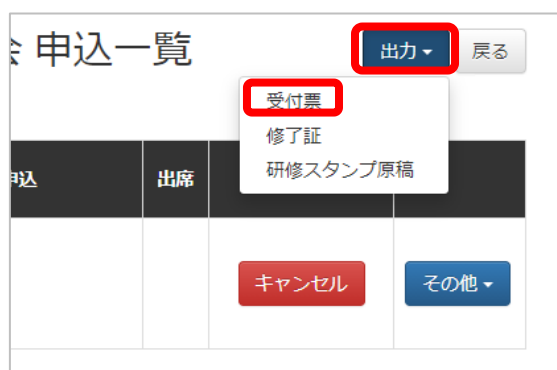 会 申込一覧
出力
戻る
受付票
修了証
研修スタンプ原稿
申込
出席
キャンセル
その他